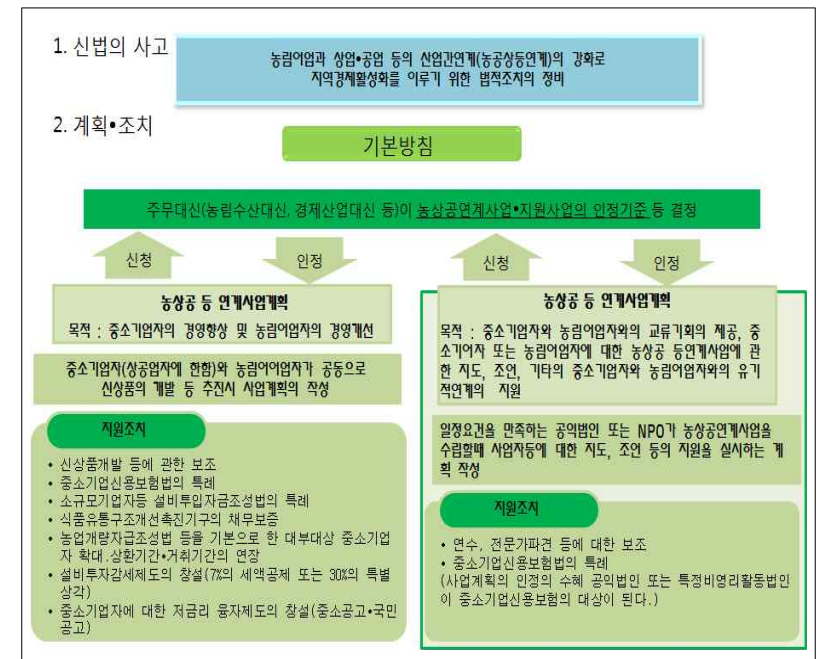 1. 신법의 사고
농림어업과 상업•공업 등의 산업간연계(농공상등연계)의 강화로
지역경제활성화를 이루기 위한 법적조치의 정비
2. 계획•조치
기본방침
주무대신(농림수산대신, 경제산업대신 등)이 농상공연계사업•지원사업의 인정기준 등 결정
신청
인정
신청
인정
농상공 등 연계사업계획
목적 : 중소기업자의 경영향상 및 농림어업자의 경영개선
중소기업자(상공업자에 한함)와 농림어어업자가 공동으로
신상품의 개발 등 추진시 사업계획의 작성
지원조치
• 신상품개발 등에 관한 보조
• 중소기업신용보험법의 특례
• 소규모기업자등 설비투입자금조성법의 특례
• 식품유통구조개선촉진기구의 채무보증
• 농업개량자급조성법 등을 기본으로 한 대부대상 중소기업
자 확대.상환기간•거취기간의 연장
• 설비투자감세제도의 창설(7%의 세액공제 또는 30%의 특별
상각)
• 중소기업자에 대한 저금리 융자제도의 창설(중소공고•국민
공고)
농상공 등 연계사업계획
목적 : 중소기업자와 농림어업자와의 교류기회의 제공, 중
소기어자 또는 농림어업자에 대한 농상공 등연계사업에 관
한 지도, 조언, 기타의 중소기업자와 농림어업자와의 유기
적연계의 지원
일정요건을 만족하는 공익법인 또는 NPO가 농상공연계사업을
수립할때 사업자등에 대한 지도, 조언 등의 지원을 실시하는 계
획 작성
지원조치
• 연수, 전문가파견 등에 대한 보조
• 중소기업신용보험법의 특례
(사업계획의 인정의 수혜 공익법인 또는 특정비영리활동법인
이 중소기업신용보험의 대상이 된다.)